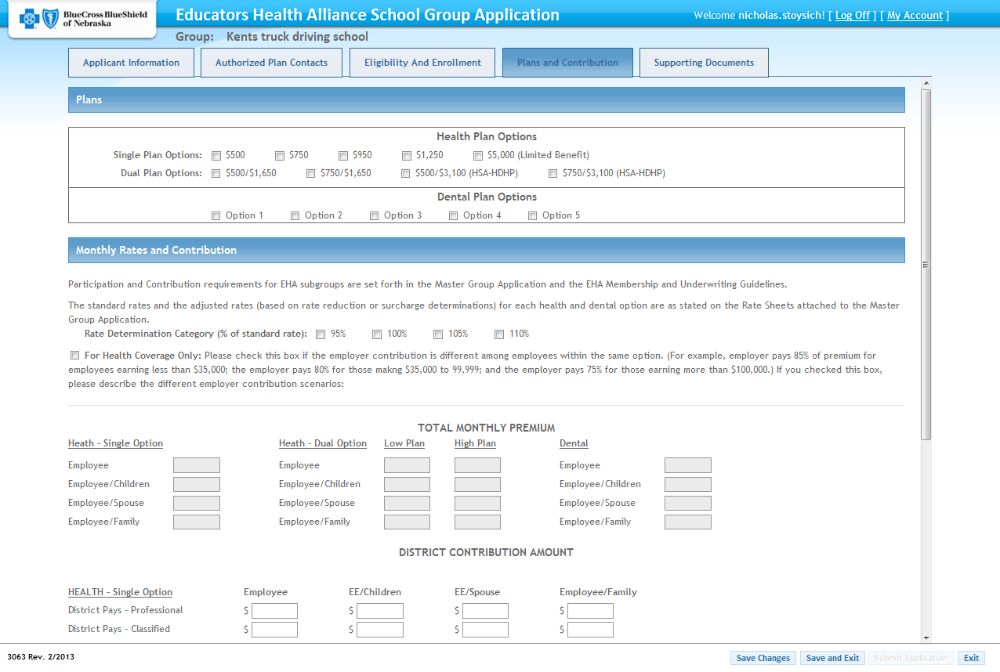 BlueCross BlueShield
of Nebraska
Educators Health Alliance School Group Application
Welcome nicholas.stoysich! [ Log Off ] [ My Account ]
Group: Kents truck driving school
Applicant Information Authorized Plan Contacts Eligibility And Enrollment Plans and Contribution Supporting Documents
Plans
Health Plan Options
Single Plan Options: $500 $750 $950 $1,250 $5,000 (Limited Benefit)
Dual Plan Options: $500/$1,650 $750/$1,650 $500/$3,100 (HSA-HDHP) $750/$3,100 (HSA-HDHP)
Dental Plan Options
Option 1 Option 2 Option 3 Option 4 Option 5
Monthly Rates and Contribution
Participation and Contribution requirements for EHA subgroups are set forth in the Master Group Application and the EHA Membership and Underwriting Guidelines.
The standard rates and the adjusted rates (based on rate reduction or surcharge determinations) for each health and dental option are as stated on the Rate Sheets attached to the Master
Group Application.
Rate Determination Category (% of standard rate): 95% 100% 105% 110%
For Health Coverage Only: Please check this box if the employer contribution is different among employees within the same option. (For example, employer pays 85% of premium for
employees earning less than $35,000; the employer pays 80% for those makng $35,000 to 99,999; and the employer pays 75% for those earning more than $100,000.) If you checked this box,
please describe the different employer contribution scenarios:
TOTAL MONTHLY PREMIUM
Heath - Single Option Heath - Dual Option Low Plan High Plan Dental
Employee Employee Employee
Employee/Children Employee/Children Employee/Children
Employee/Spouse Employee/Spouse Employee/Spouse
Employee/Family Employee/Family Employee/Family
DISTRICT CONTRIBUTION AMOUNT
HEALTH - Single Option Employee EE/Children EE/Spouse Employee/Family
District Pays - Professional $ $ $ $
District Pays - Classified $ $ $ $
3063 Rev. 2/2013 Save Changes Save and Exit Submit Application Exit